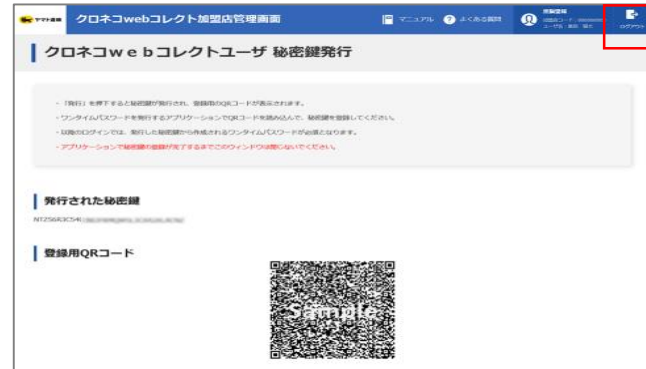 ヤマト運輸
クロネコwebコレクト加盟店管理画面
マニュアル
よくある質問
ログアウト
クロネコwebコレクトユーザ 秘密鍵発行
・「発行」を押下すると秘密鍵が発行され、登録用のQRコードが表示されます。
・ワンタイムパスワードを発行するアプリケーションでQRコードを読み込んで、秘密鍵を登録してください。
・以降のログインでは、発行した秘密鍵から作成されるワンタイムパスワードが必須となります。
・アプリケーションで秘密鍵の登録が完了するまでこのウィンドウは閉じないでください。
発行された秘密鍵
登録用QRコード
Sample